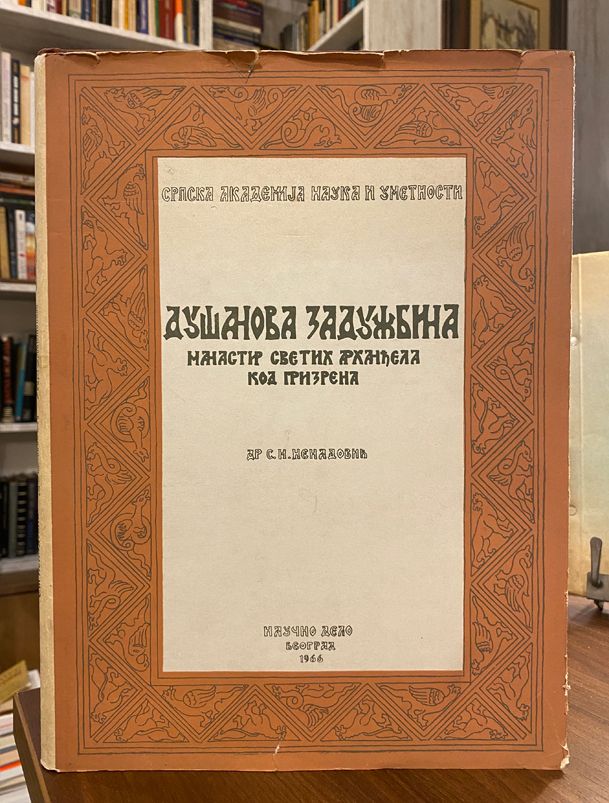 СРПСКА АКАДЕМИЈА НАУКА И УМЕТНОСТИ
ДУШАНОВА ЗАДУЖБИНА
МАНАСТИР СВЕТИХ АРХАНЂЕЛА
КОД ПРИЗРЕНА
ДР С. М. НЕНАДОВИЋ
НАУЧНО ДЕЛО
БЕОГРАД
1966